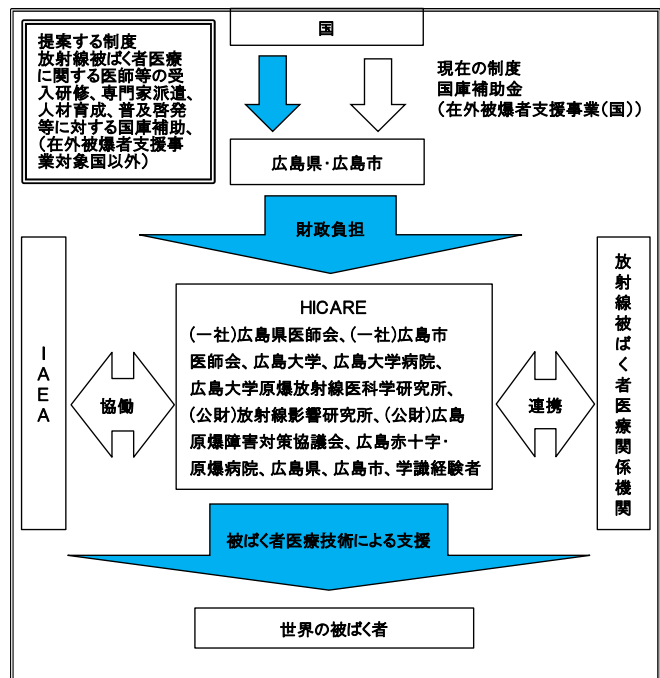 国
提案する制度
放射線被ばく者医療
に関する医師等の受
入研修、専門家派遣、
人材育成、普及啓発
等に対する国庫補助、
(在外被爆者支援事
業対象国以外)
現在の制度
国庫補助金
(在外被爆者支援事業(国))
広島県・広島市
財政負担
IAEA
協働
HICARE
(一社)広島県医師会、(一社)広島市
医師会、広島大学、広島大学病院、
広島大学原爆放射線医科学研究所、
(公財)放射線影響研究所、(公財)広島
原爆障害対策協議会、広島赤十字・
原爆病院、広島県、広島市、学識経験者
連携
放射線被ばく者医療関係機関
被ばく者医療技術による支援
世界の被ばく者